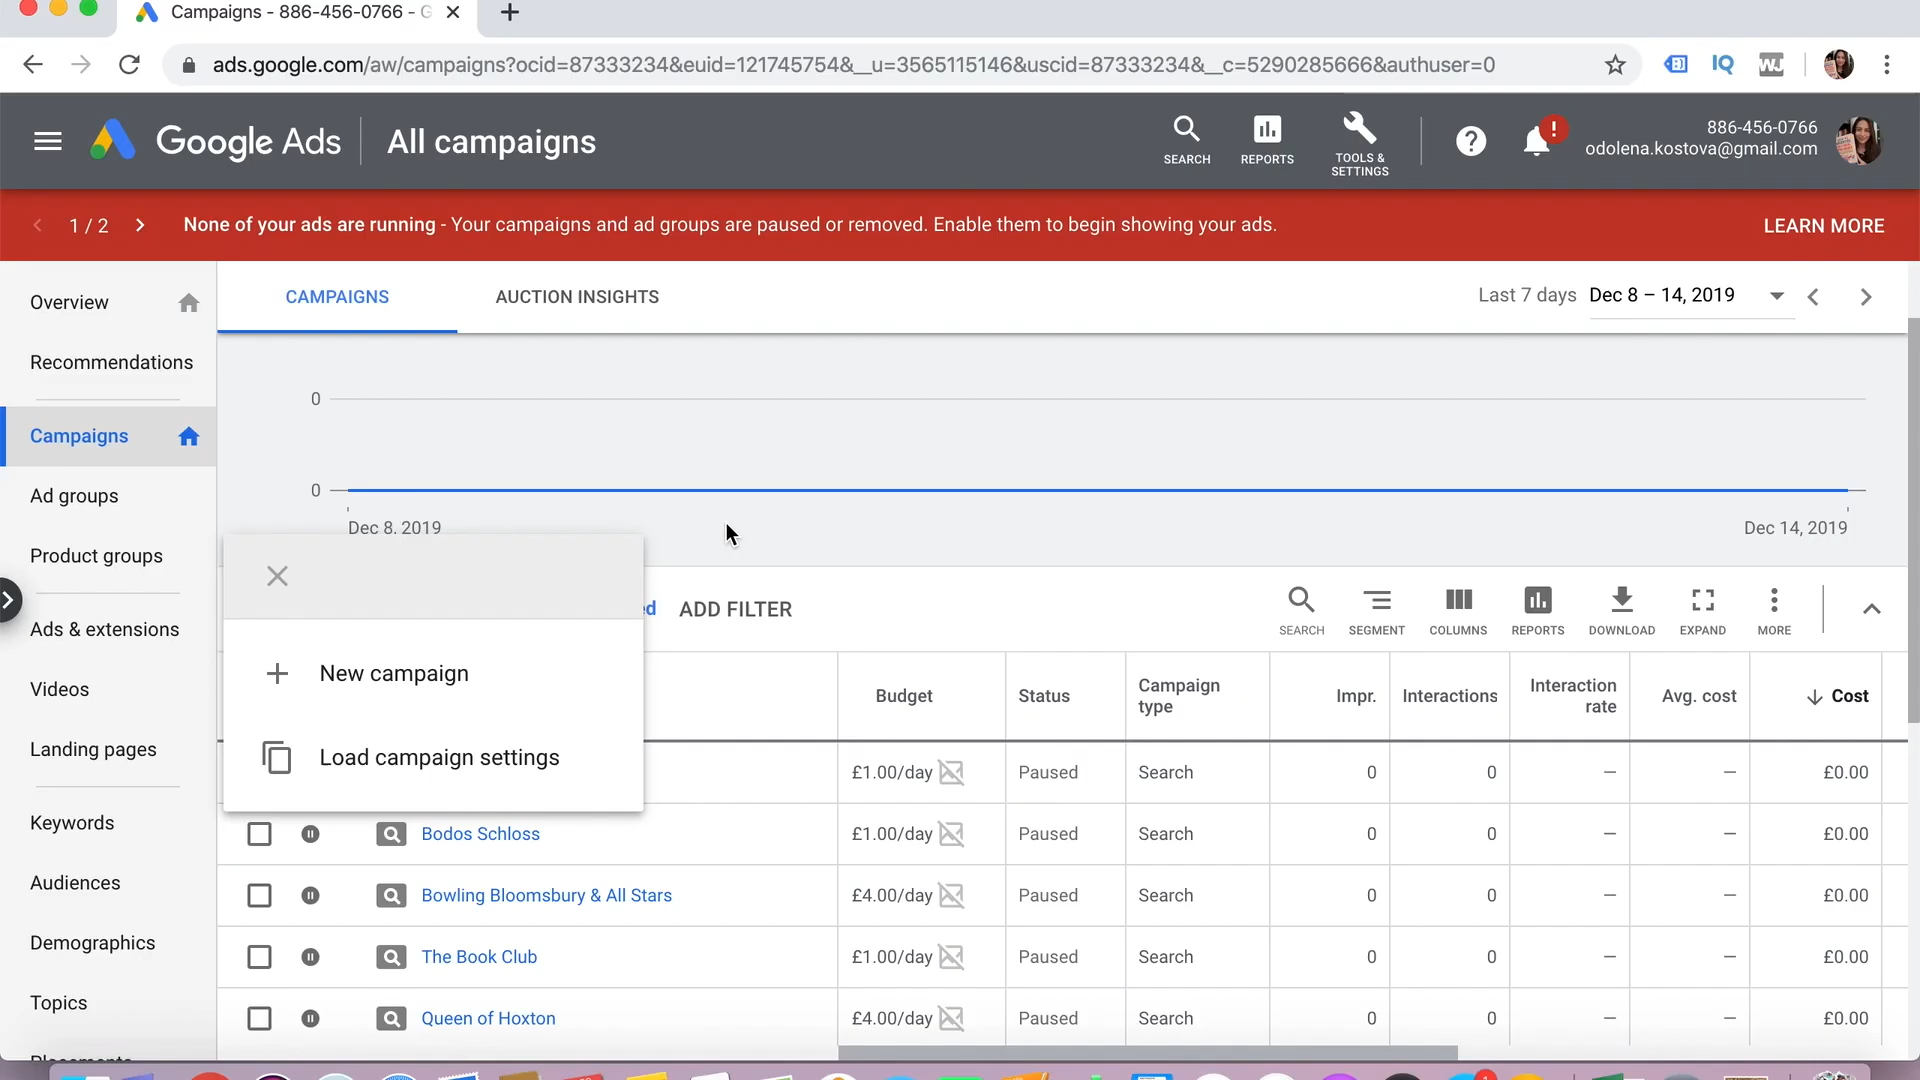 Campaigns - 886-456-0766 - G
ads.google.com/aw/campaigns?ocid=87333234&euid=121745754&__u=3565115146&uscid=87333234&__c=5290285666&authuser=0
Google Ads
All campaigns
SEARCH
REPORTS
TOOLS &
SETTINGS
886-456-0766
odolena.kostova@gmail.com
1 / 2
None of your ads are running - Your campaigns and ad groups are paused or removed. Enable them to begin showing your ads.
LEARN MORE
Overview
Recommendations
Campaigns
Ad groups
Product groups
Ads & extensions
Videos
Landing pages
Keywords
Audiences
Demographics
Topics
Placements
CAMPAIGNS
AUCTION INSIGHTS
Last 7 days
Dec 8 – 14, 2019
0
0
Dec 8, 2019
Dec 14, 2019
ed
ADD FILTER
SEARCH
SEGMENT
COLUMNS
REPORTS
DOWNLOAD
EXPAND
MORE
New campaign
Load campaign settings
Budget
Status
Campaign
type
Impr.
Interactions
Interaction
rate
Avg. cost
Cost
£1.00/day Paused Search 0 0 — — £0.00
Bodos Schloss £1.00/day Paused Search 0 0 — — £0.00
Bowling Bloomsbury & All Stars £4.00/day Paused Search 0 0 — — £0.00
The Book Club £1.00/day Paused Search 0 0 — — £0.00
Queen of Hoxton £4.00/day Paused Search 0 0 — — £0.00